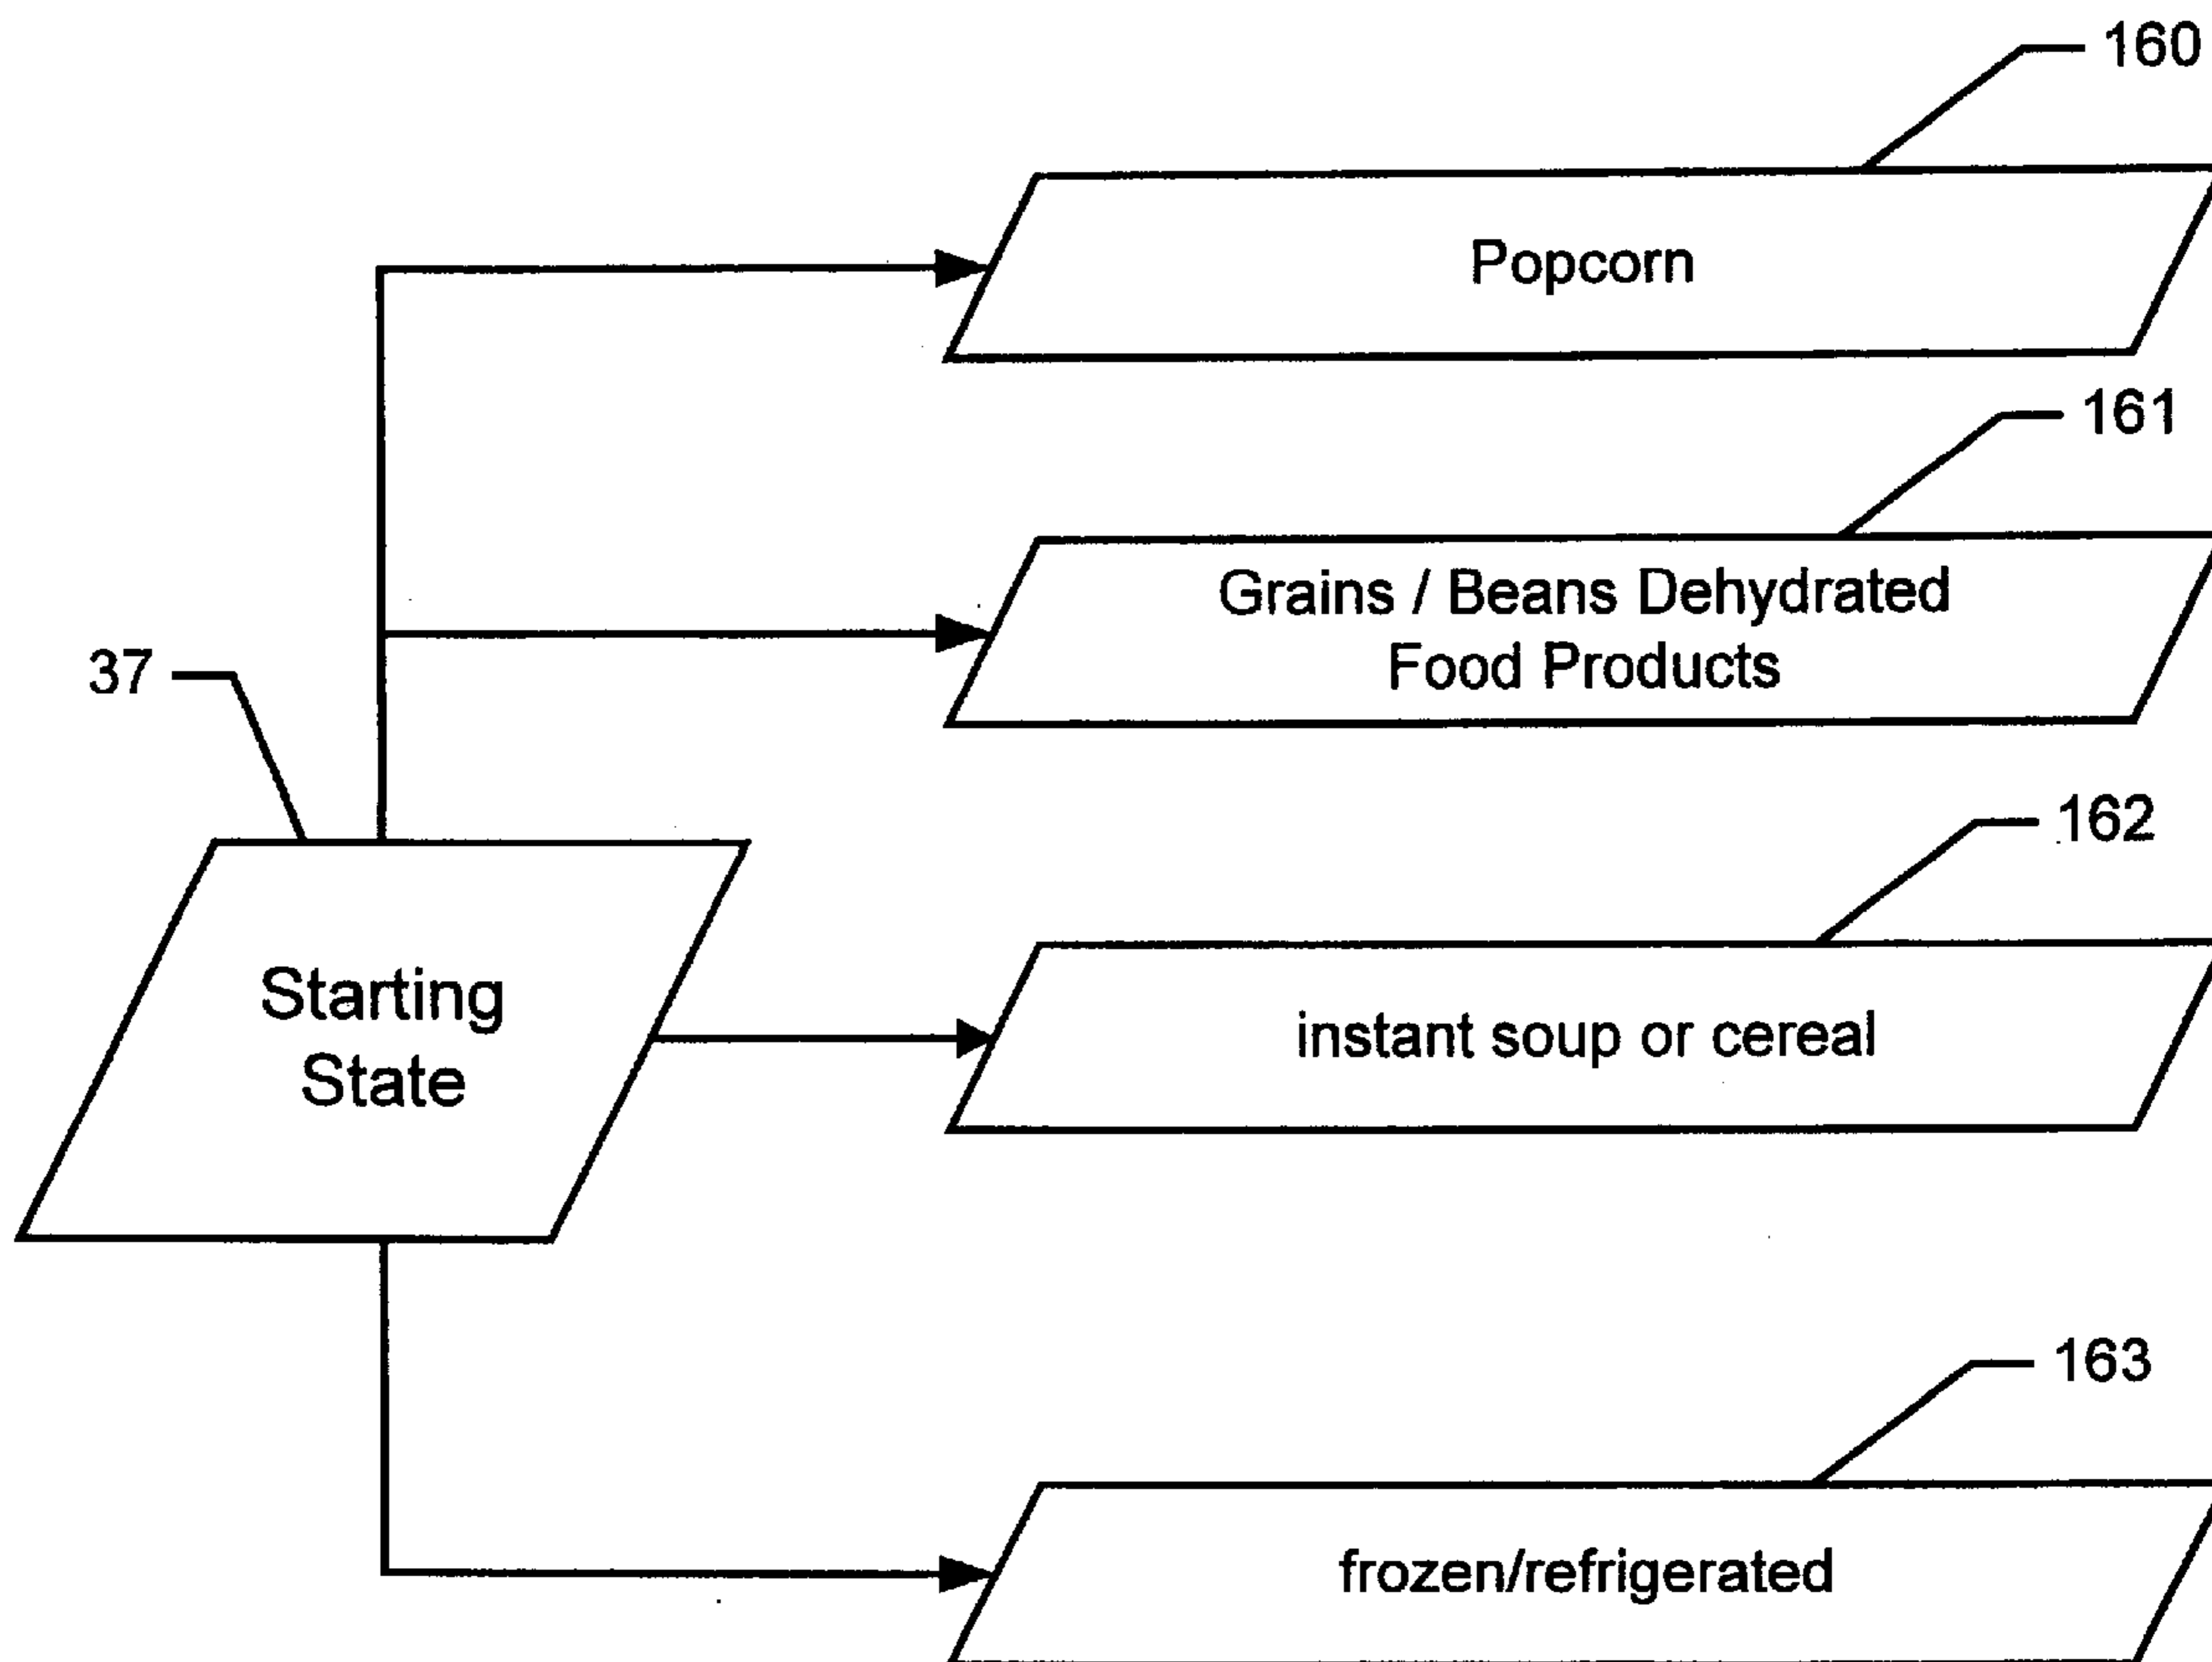 160
Popcorn
161
Grains / Beans Dehydrated
Food Products
37
162
Starting
State
instant soup or cereal
163
frozen/refrigerated